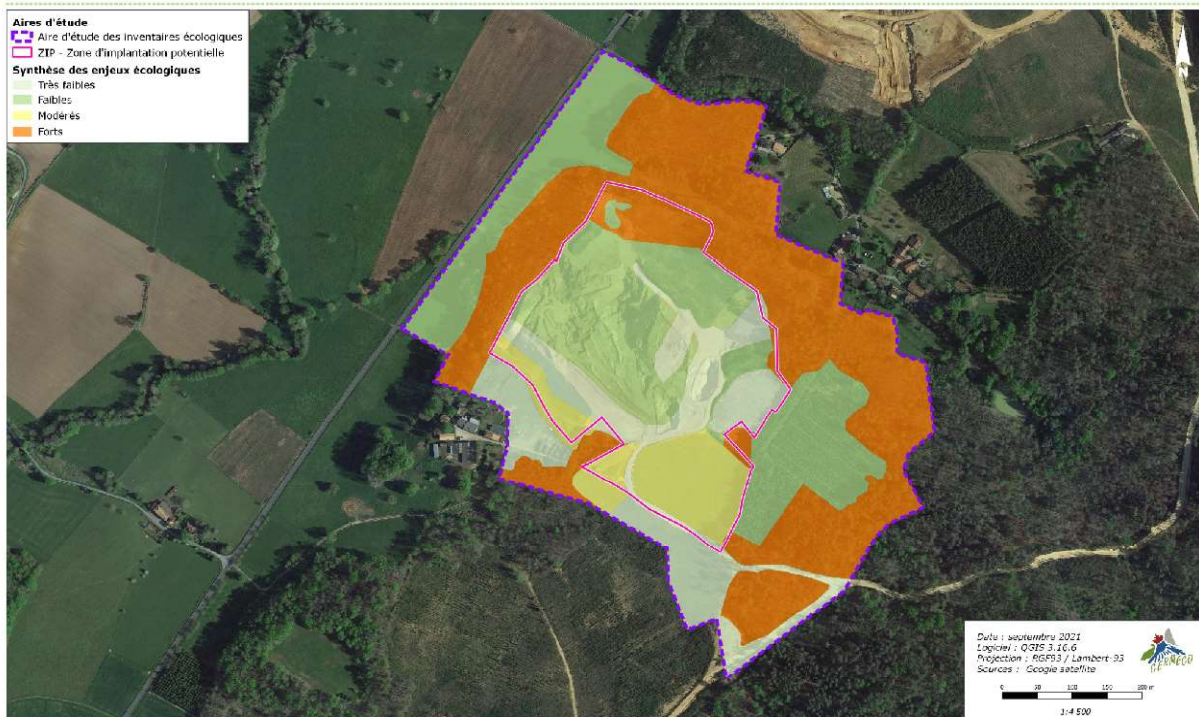 Aires d'étude
Aire d'étude des inventaires écologiques
ZIP - Zone d'implantation potentielle
Synthèse des enjeux écologiques
Très faibles
Faibles
Modérés
Forts
Date : septembre 2021
Logiciel : QGIS 3.16.6
Projection : RGF93 / Lambert-93
Sources : Google satellite
CERMECO
0 50 100 150 200 m
1:4 500